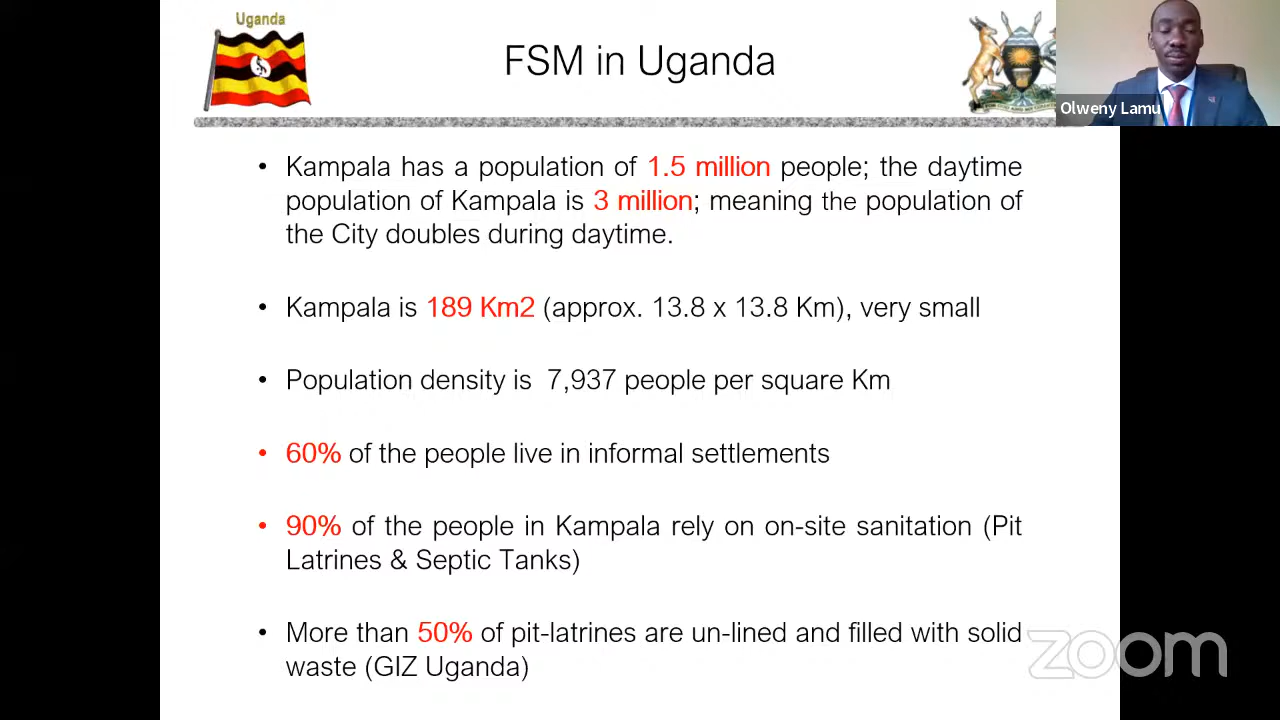 Uganda
FSM in Uganda
Olweny Lamu
• Kampala has a population of 1.5 million people; the daytime
population of Kampala is 3 million; meaning the population of
the City doubles during daytime.
• Kampala is 189 Km2 (approx. 13.8 x 13.8 Km), very small
• Population density is 7,937 people per square Km
• 60% of the people live in informal settlements
• 90% of the people in Kampala rely on on-site sanitation (Pit
Latrines & Septic Tanks)
• More than 50% of pit-latrines are un-lined and filled with solid
waste (GIZ Uganda)
zoom